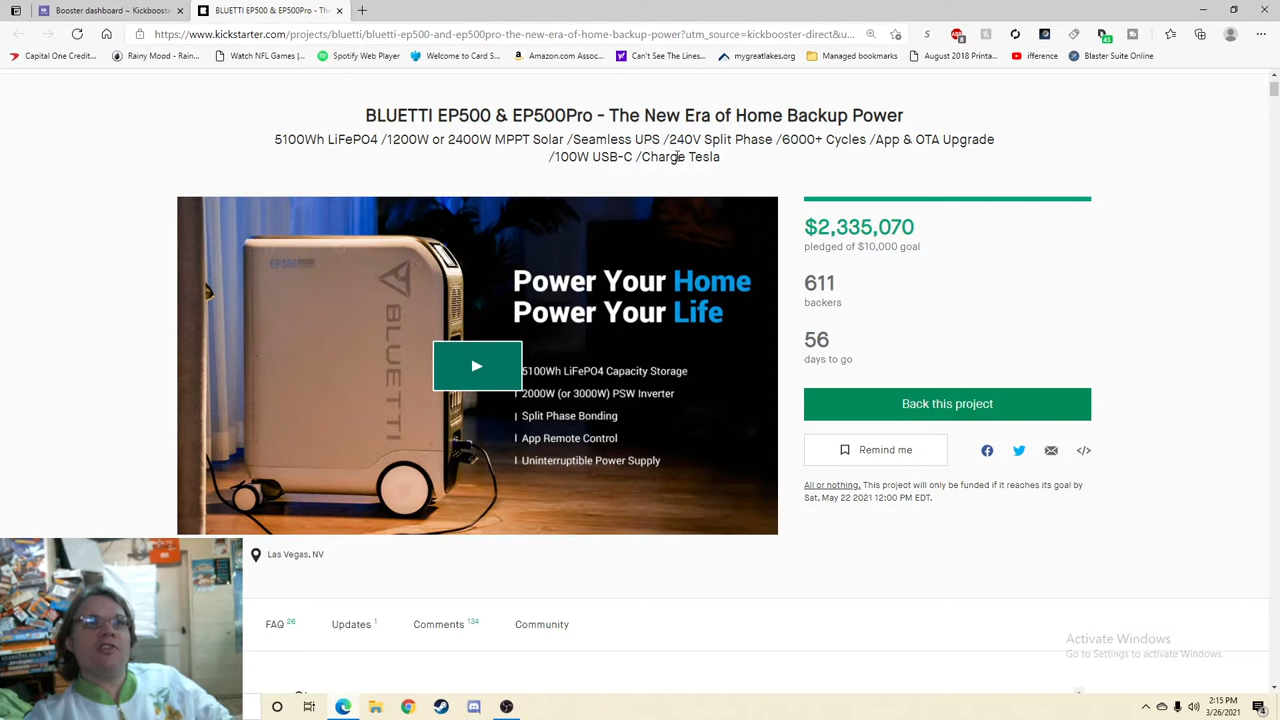 Booster dashboard ~ Kickboost
BLUETTI EP500 & EP500Pro - The
https://www.kickstarter.com/projects/bluetti/bluetti-ep500-and-ep500pro-the-new-era-of-home-backup-power?utm_source=kickbooster-direct&u...
Capital One Credit...
Rainy Mood - Rain...
Watch NFL Games |...
Spotify Web Player
Welcome to Card S...
Amazon.com Assoc...
Can't See The Lines...
mygreatlakes.org
Managed bookmarks
August 2018 Printa...
ifference
Blaster Suite Online
BLUETTI EP500 & EP500Pro - The New Era of Home Backup Power
5100Wh LiFePO4 /1200W or 2400W MPPT Solar /Seamless UPS /240V Split Phase /6000+ Cycles /App & OTA Upgrade
/100W USB-C /Charge Tesla
EP500
BLUETTI
Power Your Home
Power Your Life
5100Wh LiFePO4 Capacity Storage
2000W (or 3000W) PSW Inverter
Split Phase Bonding
App Remote Control
Uninterruptible Power Supply
$2,335,070
pledged of $10,000 goal
611
backers
56
days to go
Back this project
Remind me
All or nothing. This project will only be funded if it reaches its goal by
Sat, May 22 2021 12:00 PM EDT.
Las Vegas, NV
FAQ 26
Updates 1
Comments 134
Community
Activate Windows
Go to Settings to activate Windows.
2:15 PM
3/26/2021